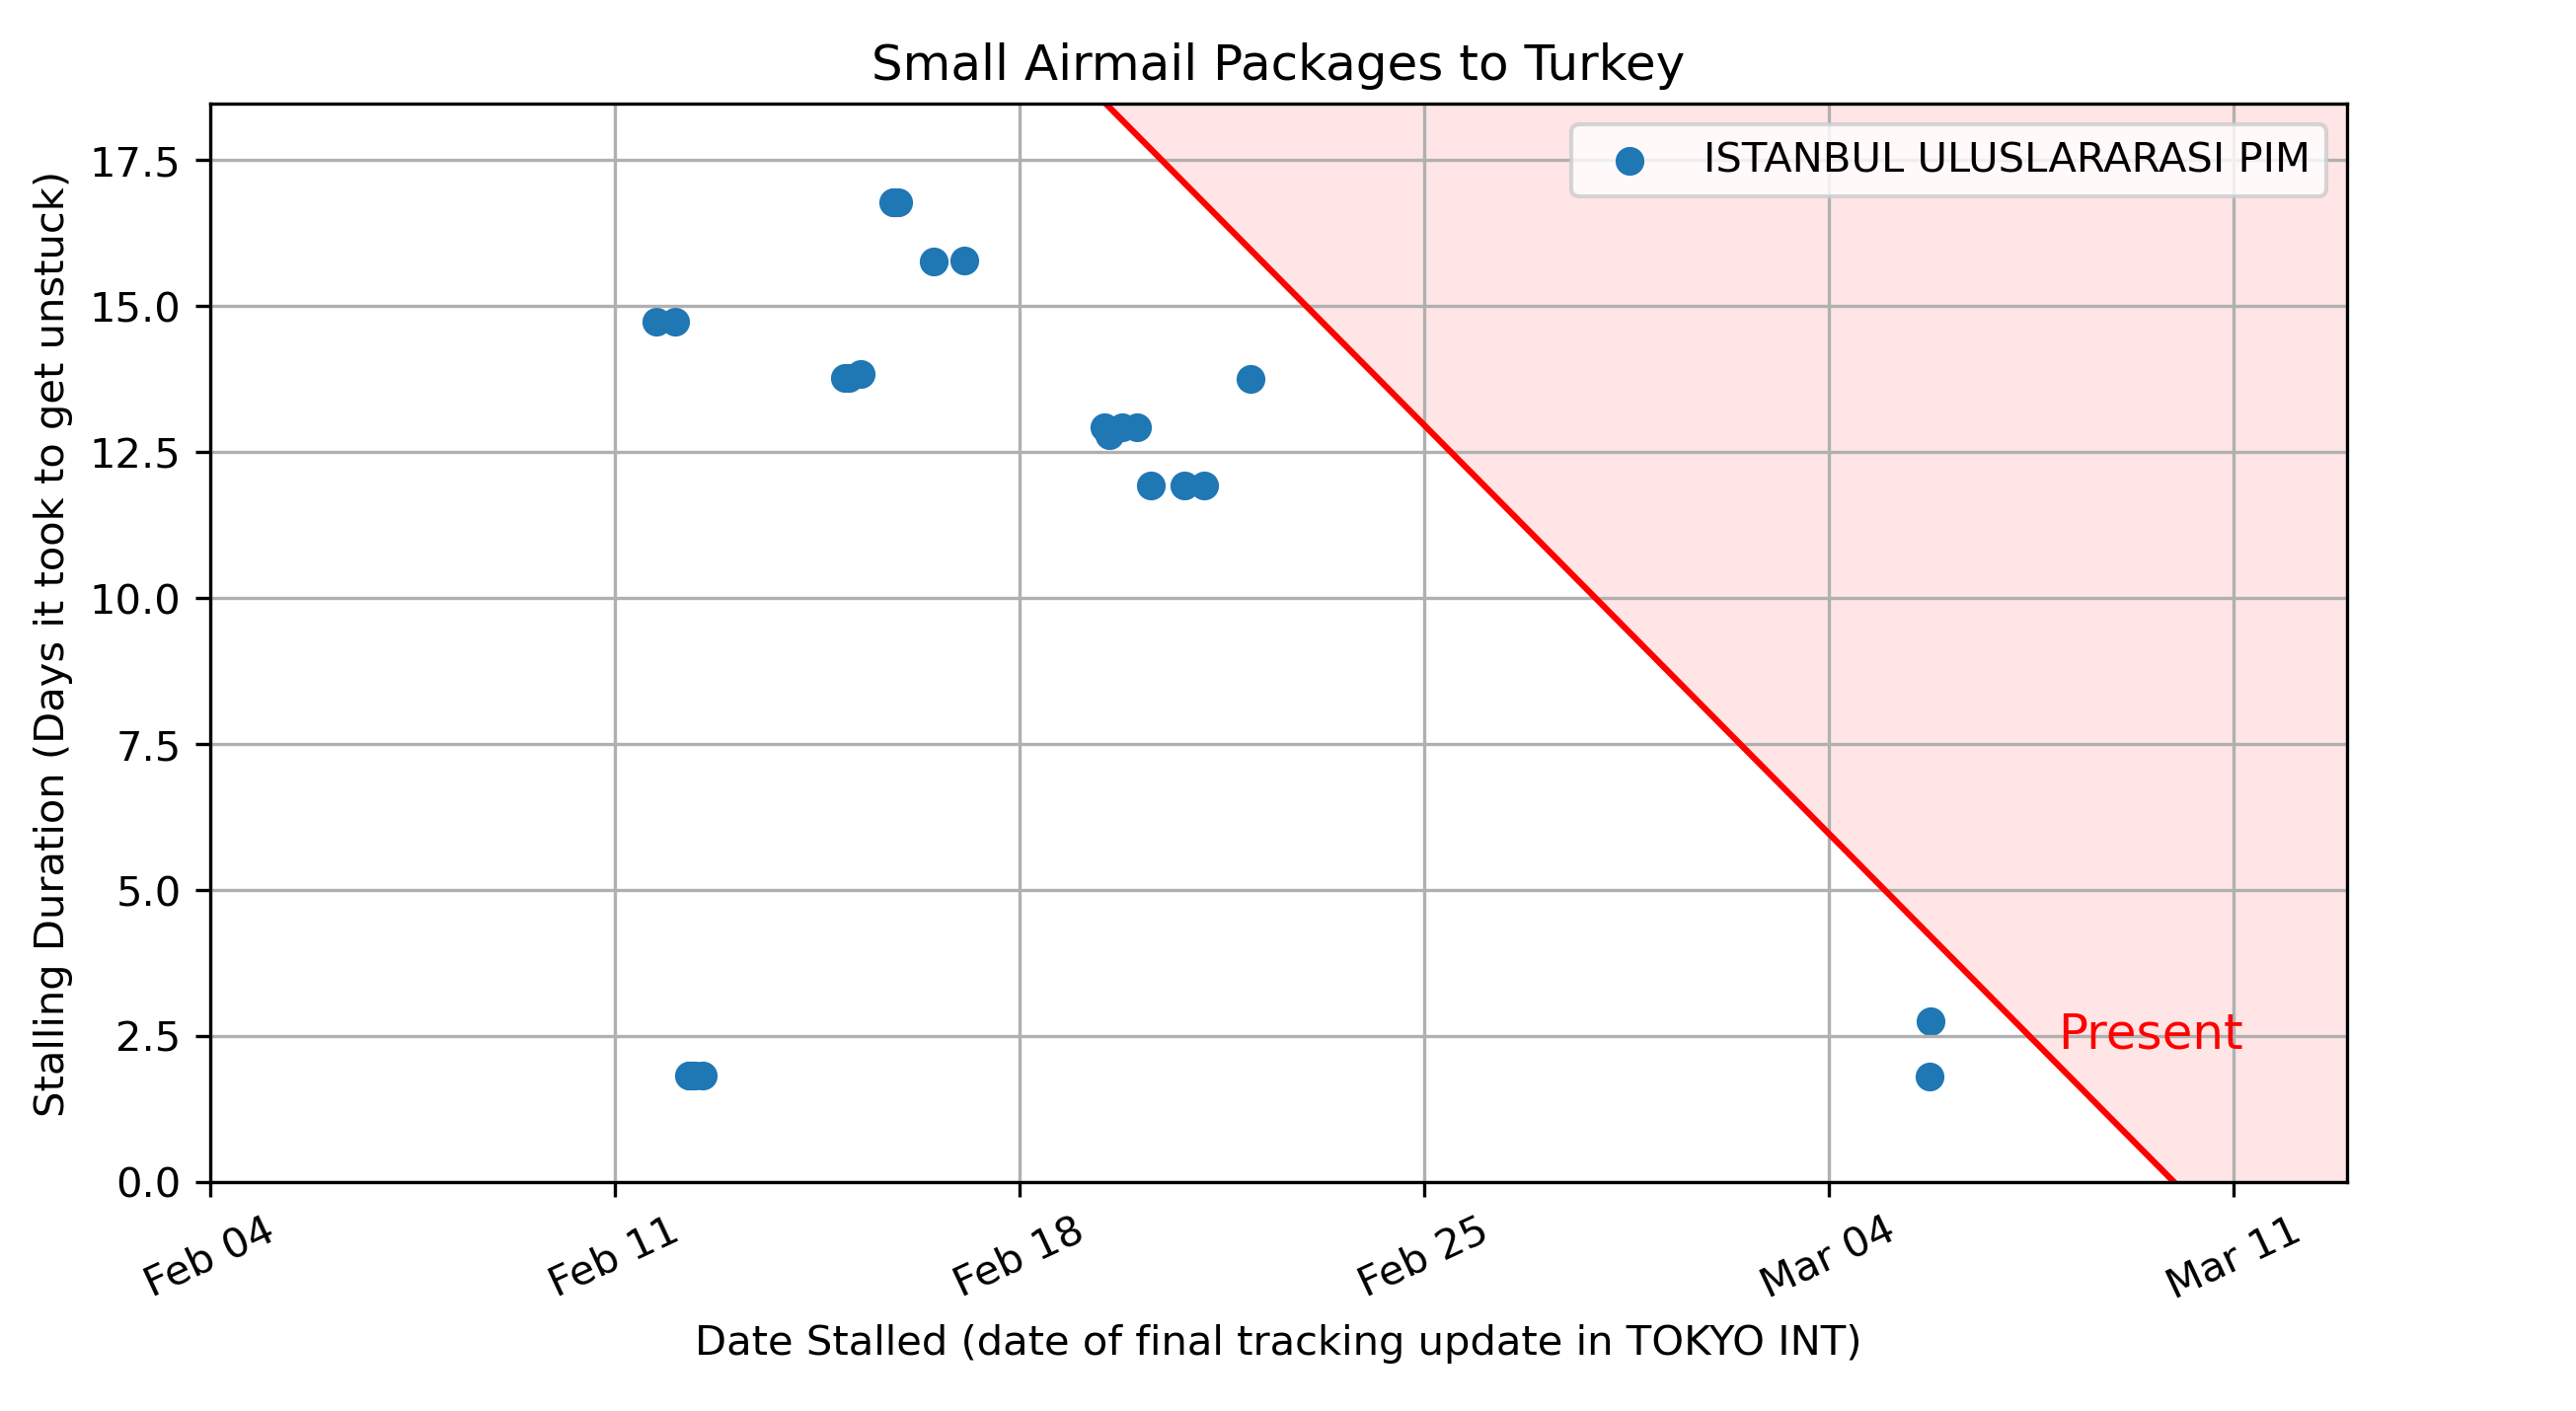 Small Airmail Packages to Turkey
ISTANBUL ULUSLARARASI PIM
Stalling Duration (Days it took to get unstuck)
17.5
15.0
12.5
10.0
7.5
5.0
2.5
0.0
Present
Feb 04
Feb 11
Feb 18
Feb 25
Mar 04
Mar 11
Date Stalled (date of final tracking update in TOKYO INT)